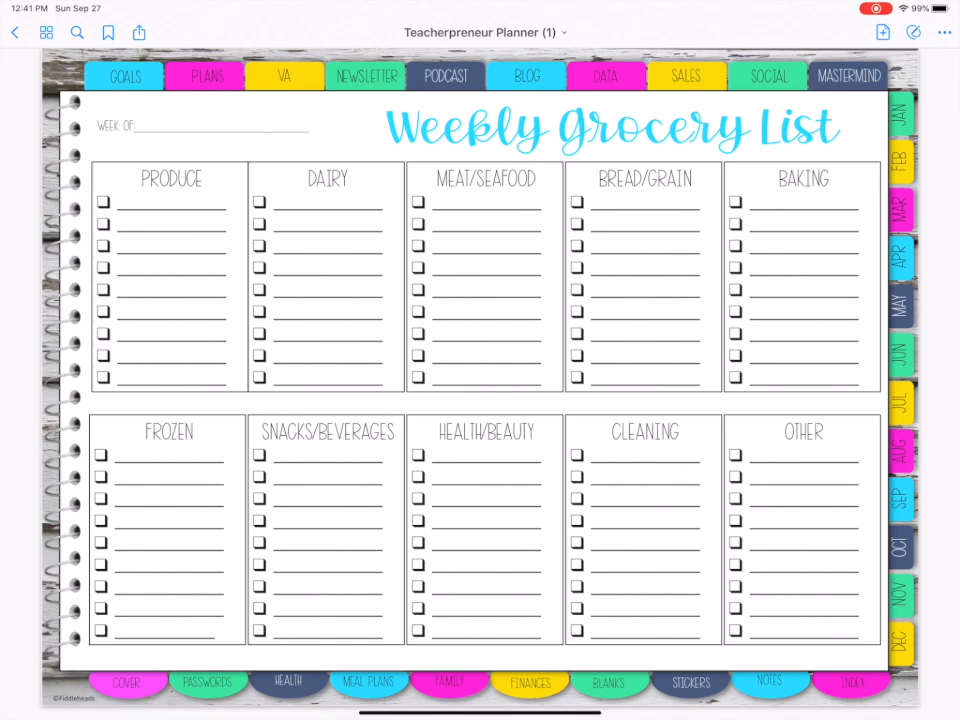 12:41 PM Sun Sep 27
99%
Teacherpreneur Planner (1)
GOALS PLANS VA NEWSLETTER PODCAST BLOG DATA SALES SOCIAL MASTERMIND
WEEK OF:
Weekly Grocery List
PRODUCE DAIRY MEAT/SEAFOOD BREAD/GRAIN BAKING
FROZEN SNACKS/BEVERAGES HEALTH/BEAUTY CLEANING OTHER
JAN
FEB
MAR
APR
MAY
JUN
JUL
AUG
SEP
OCT
NOV
DEC
COVER PASSWORDS HEALTH MEAL PLANS FAMILY FINANCES BLANKS STICKERS NOTES INDEX
©Fiddleheads